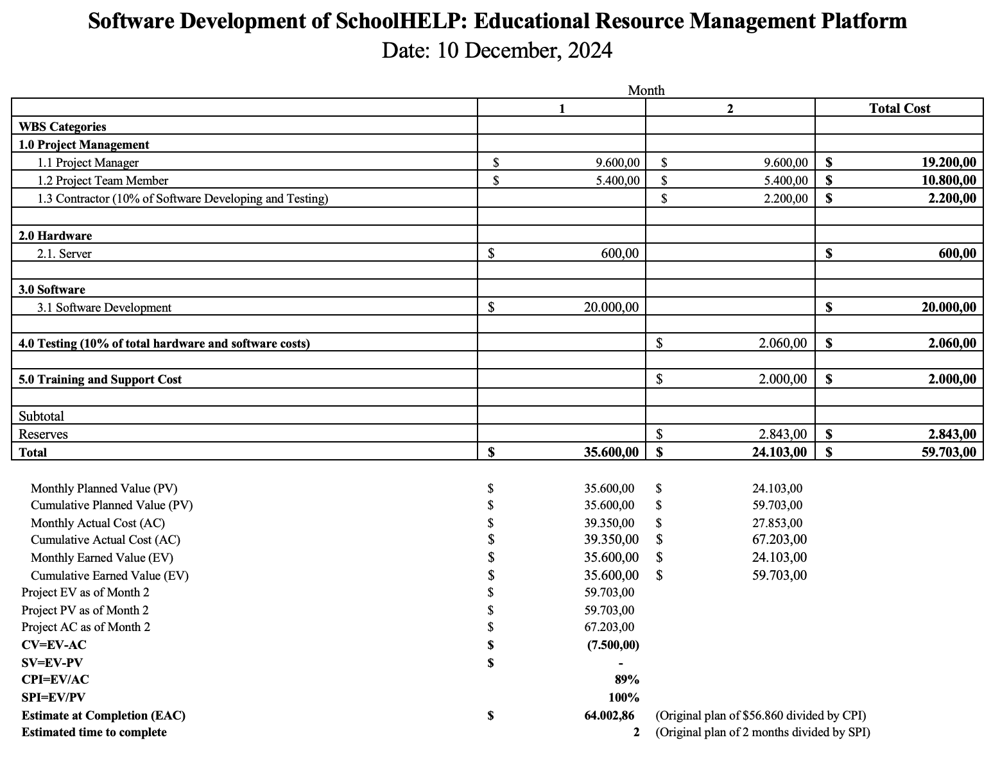 Software Development of SchoolHELP: Educational Resource Management Platform
Date: 10 December, 2024
Month
1 2 Total Cost
WBS Categories
1.0 Project Management
1.1 Project Manager $ 9.600,00 $ 9.600,00 $ 19.200,00
1.2 Project Team Member $ 5.400,00 $ 5.400,00 $ 10.800,00
1.3 Contractor (10% of Software Developing and Testing) $ 2.200,00 $ 2.200,00
2.0 Hardware
2.1. Server $ 600,00 $ 600,00
3.0 Software
3.1 Software Development $ 20.000,00 $ 20.000,00
4.0 Testing (10% of total hardware and software costs) $ 2.060,00 $ 2.060,00
5.0 Training and Support Cost $ 2.000,00 $ 2.000,00
Subtotal
Reserves $ 2.843,00 $ 2.843,00
Total $ 35.600,00 $ 24.103,00 $ 59.703,00
Monthly Planned Value (PV) $ 35.600,00 $ 24.103,00
Cumulative Planned Value (PV) $ 35.600,00 $ 59.703,00
Monthly Actual Cost (AC) $ 39.350,00 $ 27.853,00
Cumulative Actual Cost (AC) $ 39.350,00 $ 67.203,00
Monthly Earned Value (EV) $ 35.600,00 $ 24.103,00
Cumulative Earned Value (EV) $ 35.600,00 $ 59.703,00
Project EV as of Month 2 $ 59.703,00
Project PV as of Month 2 $ 59.703,00
Project AC as of Month 2 $ 67.203,00
CV=EV-AC $ (7.500,00)
SV=EV-PV $ -
CPI=EV/AC 89%
SPI=EV/PV 100%
Estimate at Completion (EAC) $ 64.002,86 (Original plan of $56.860 divided by CPI)
Estimated time to complete 2 (Original plan of 2 months divided by SPI)